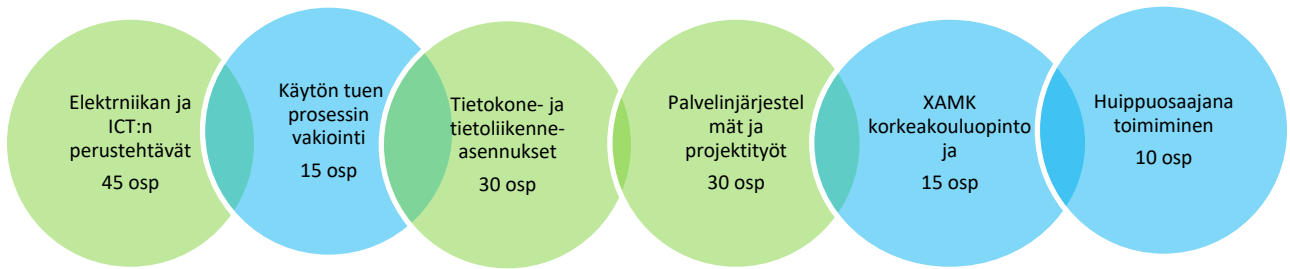 Elektrniikan ja
ICT:n
perustehtävät
45 osp
Käytön tuen
prosessin
vakiointi
15 osp
Tietokone- ja
tietoliikenne-
asennukset
30 osp
Palvelinjärjestel
mät ja
projektityöt
30 osp
XAMK
korkeakouluopinto
ja
15 osp
Huippuosaajana
toimiminen
10 osp